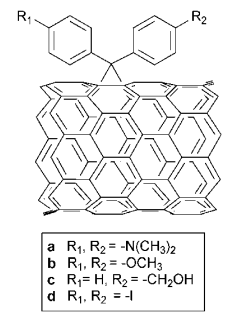 R₁ R₂
a R₁, R₂ = -N(CH₃)₂
b R₁, R₂ = -OCH₃
c R₁= H, R₂ = -CH₂OH
d R₁, R₂ = -I